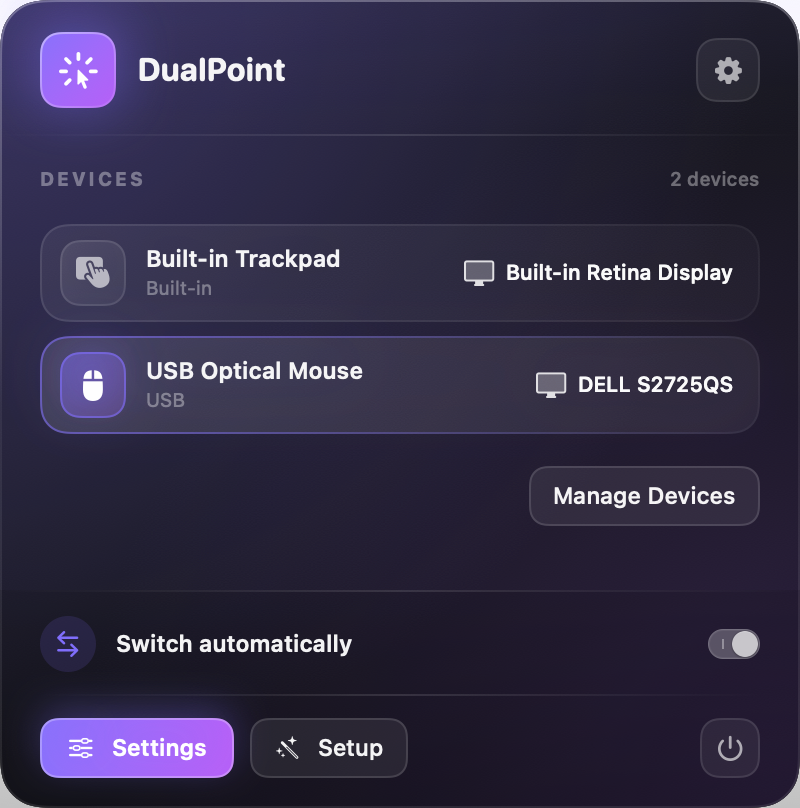 DualPoint
DEVICES
2 devices
Built-in Trackpad
Built-in
Built-in Retina Display
USB Optical Mouse
USB
DELL S2725QS
Manage Devices
Switch automatically
Settings
Setup